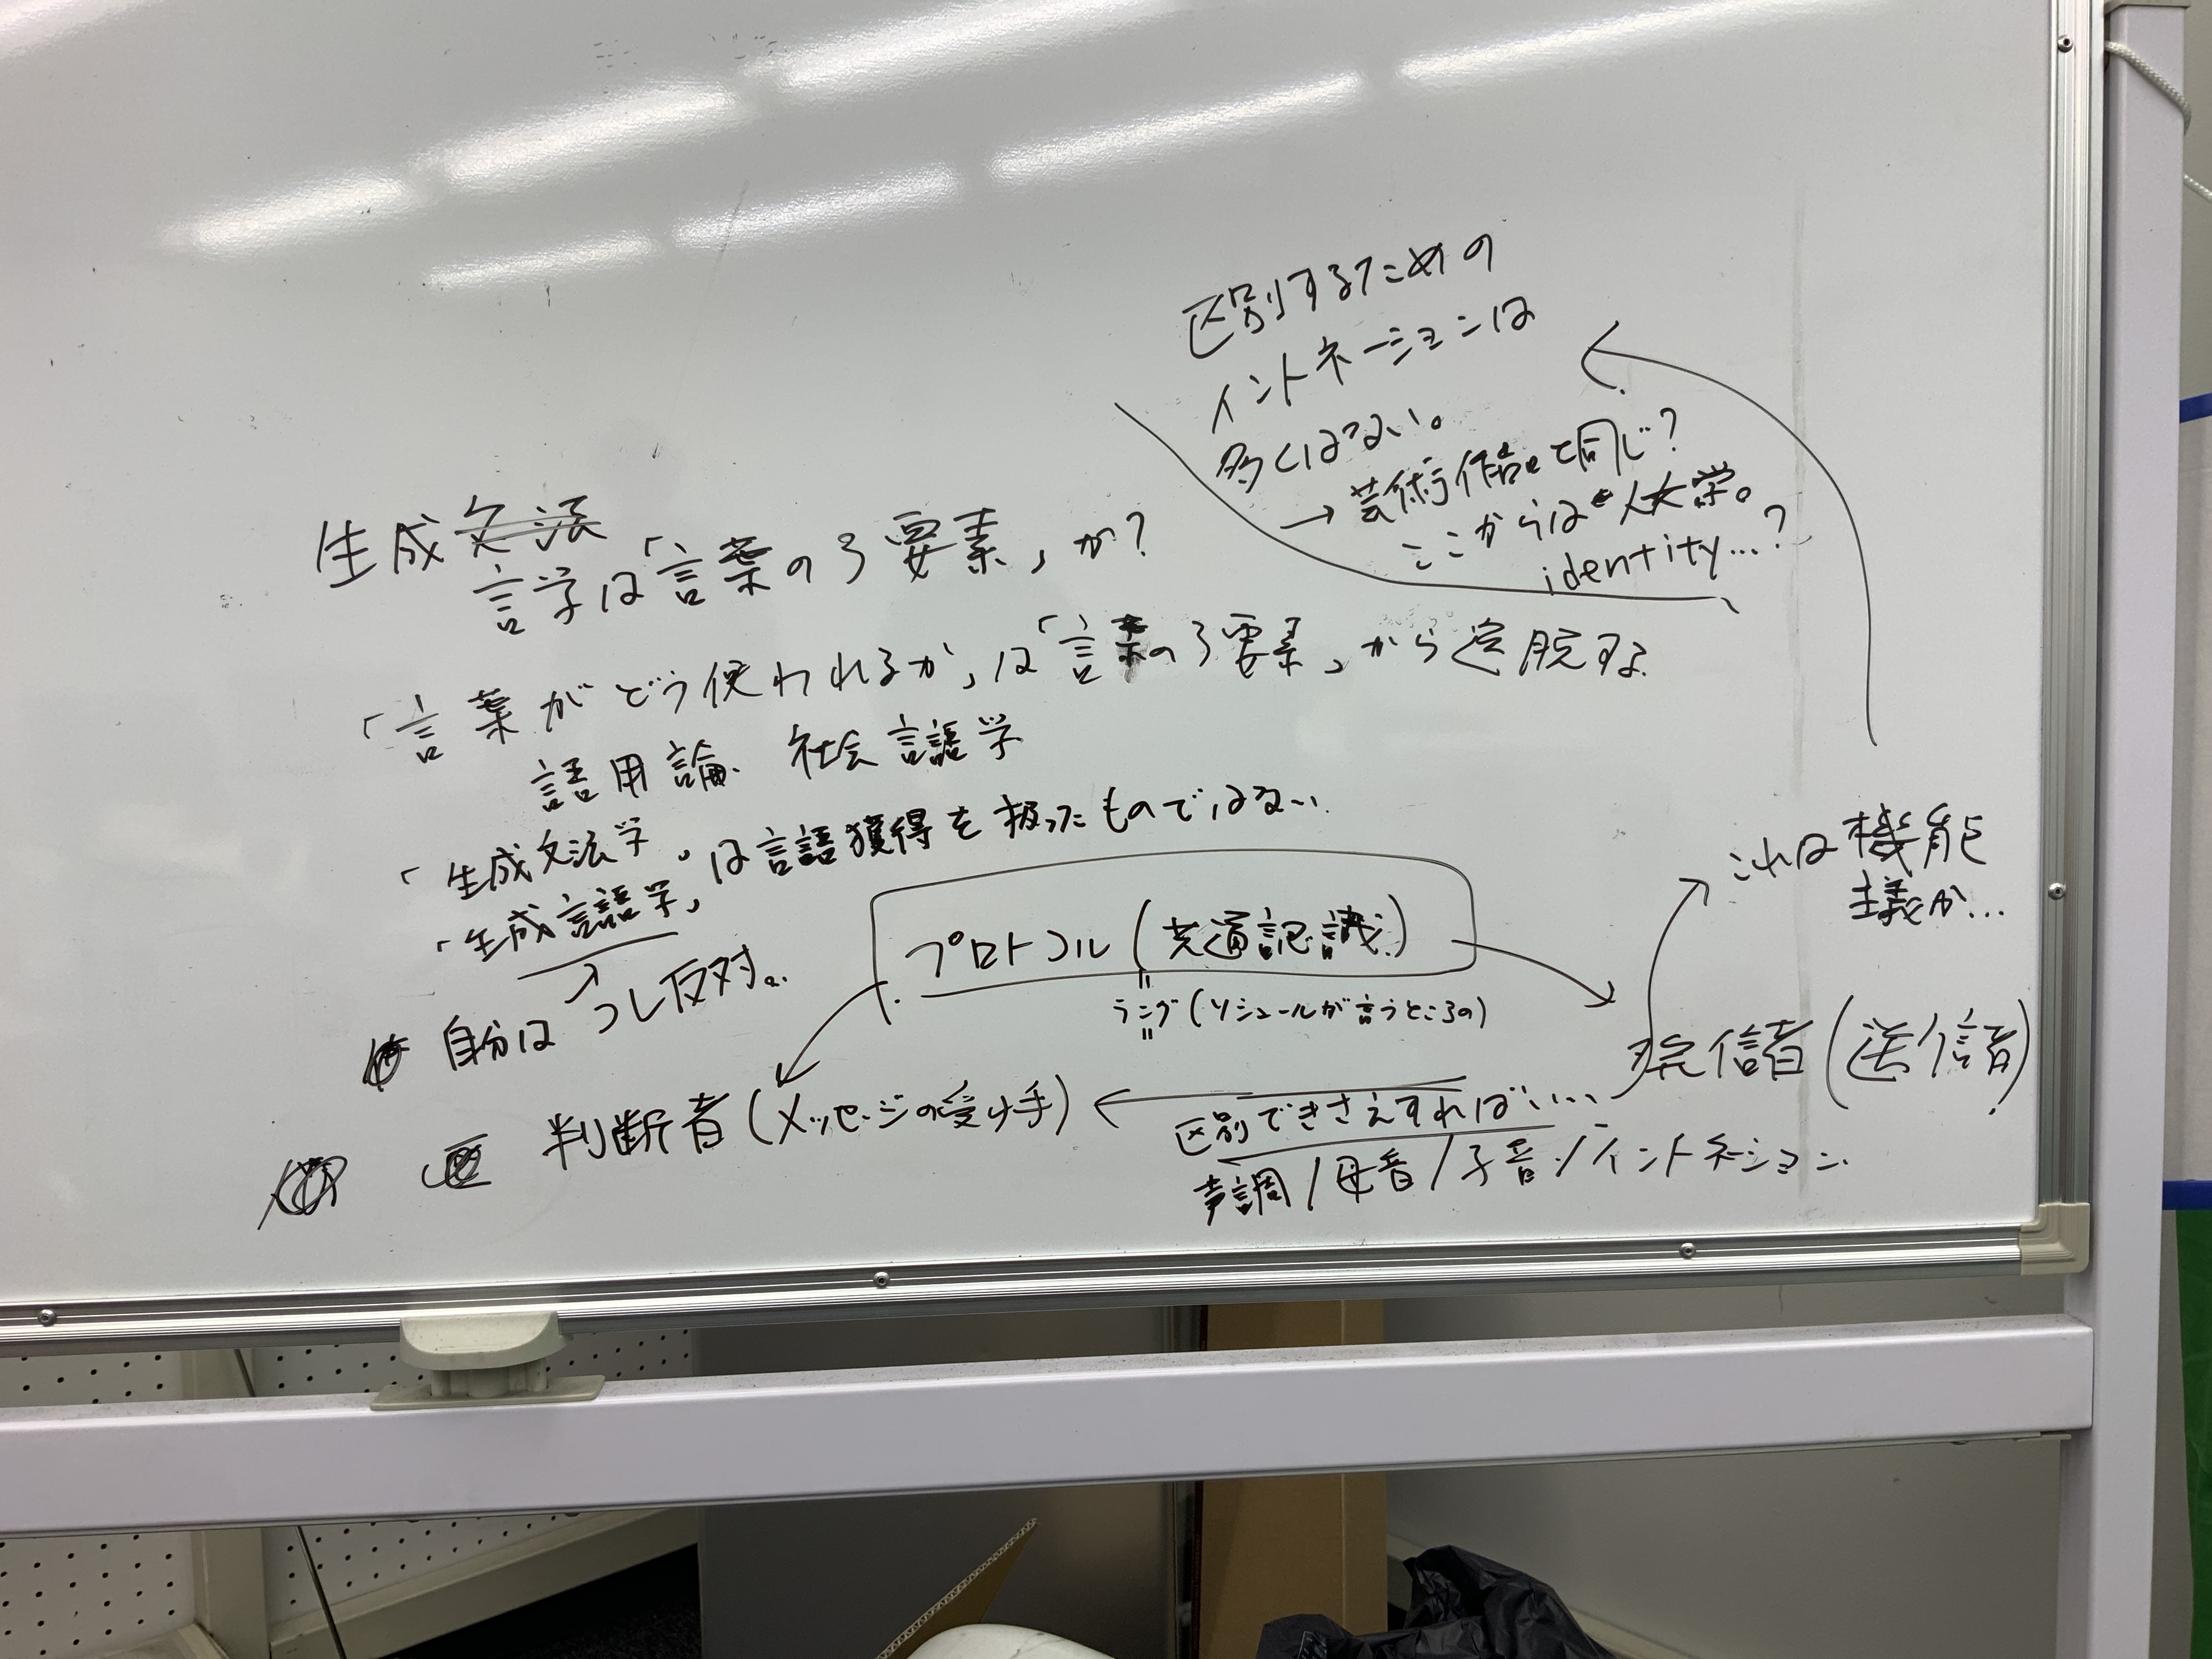 区別するための
イントネーションは
多くはない。
→ 芸術作品と同じ?
ここからは人文学。
identity...?
生成文法
言学は「言葉の3要素」か?
「言葉がどう使われるか」は「言葉の3要素」から逸脱する
語用論 社会言語学
「生成文法学」は言語獲得を扱ったものではない
「生成言語学」
自分は コレ反対。
プロトコル(共通認識)
ラング(ソシュールが言うところの)
これは機能
主義か...
発信者(送信者)
判断者(メッセージの受け手)
区別できさえすればいい
声調/母音/子音/イントネーション